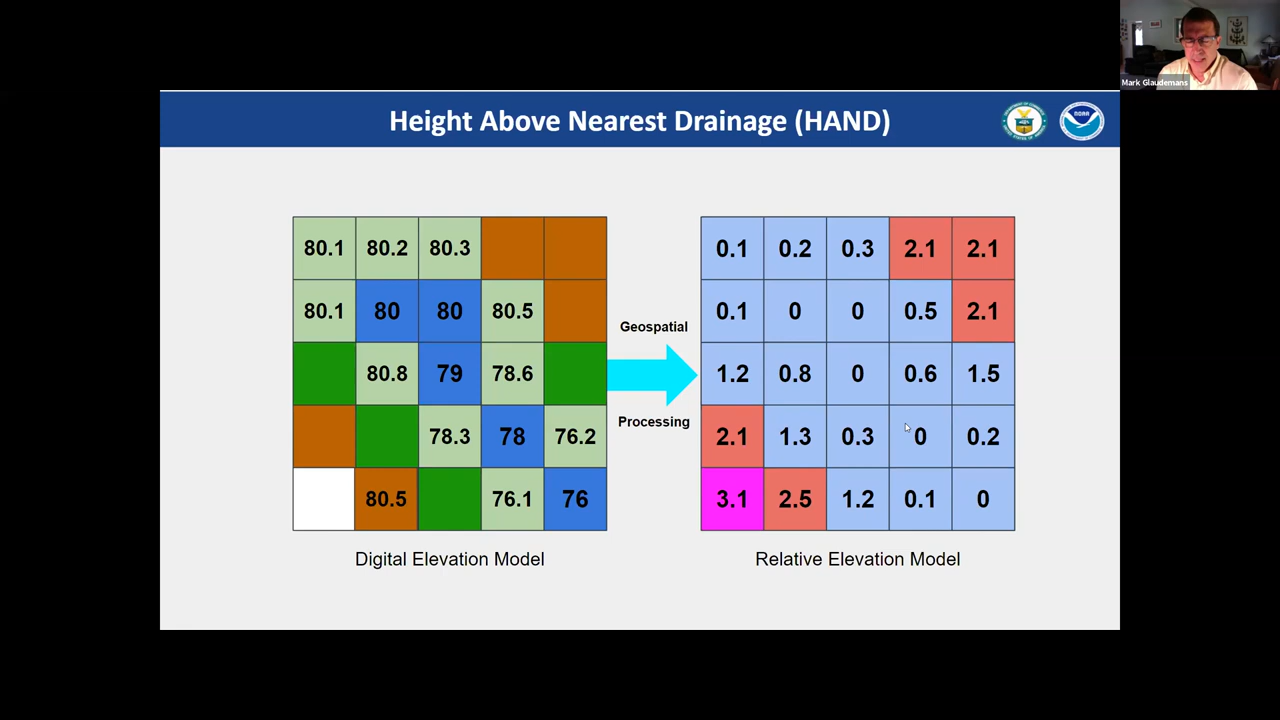 Mark Glaudemans
Height Above Nearest Drainage (HAND)
NOAA
80.1 80.2 80.3
80.1 80 80 80.5
80.8 79 78.6
78.3 78 76.2
80.5 76.1 76
Digital Elevation Model
Geospatial
Processing
0.1 0.2 0.3 2.1 2.1
0.1 0 0 0.5 2.1
1.2 0.8 0 0.6 1.5
2.1 1.3 0.3 0 0.2
3.1 2.5 1.2 0.1 0
Relative Elevation Model